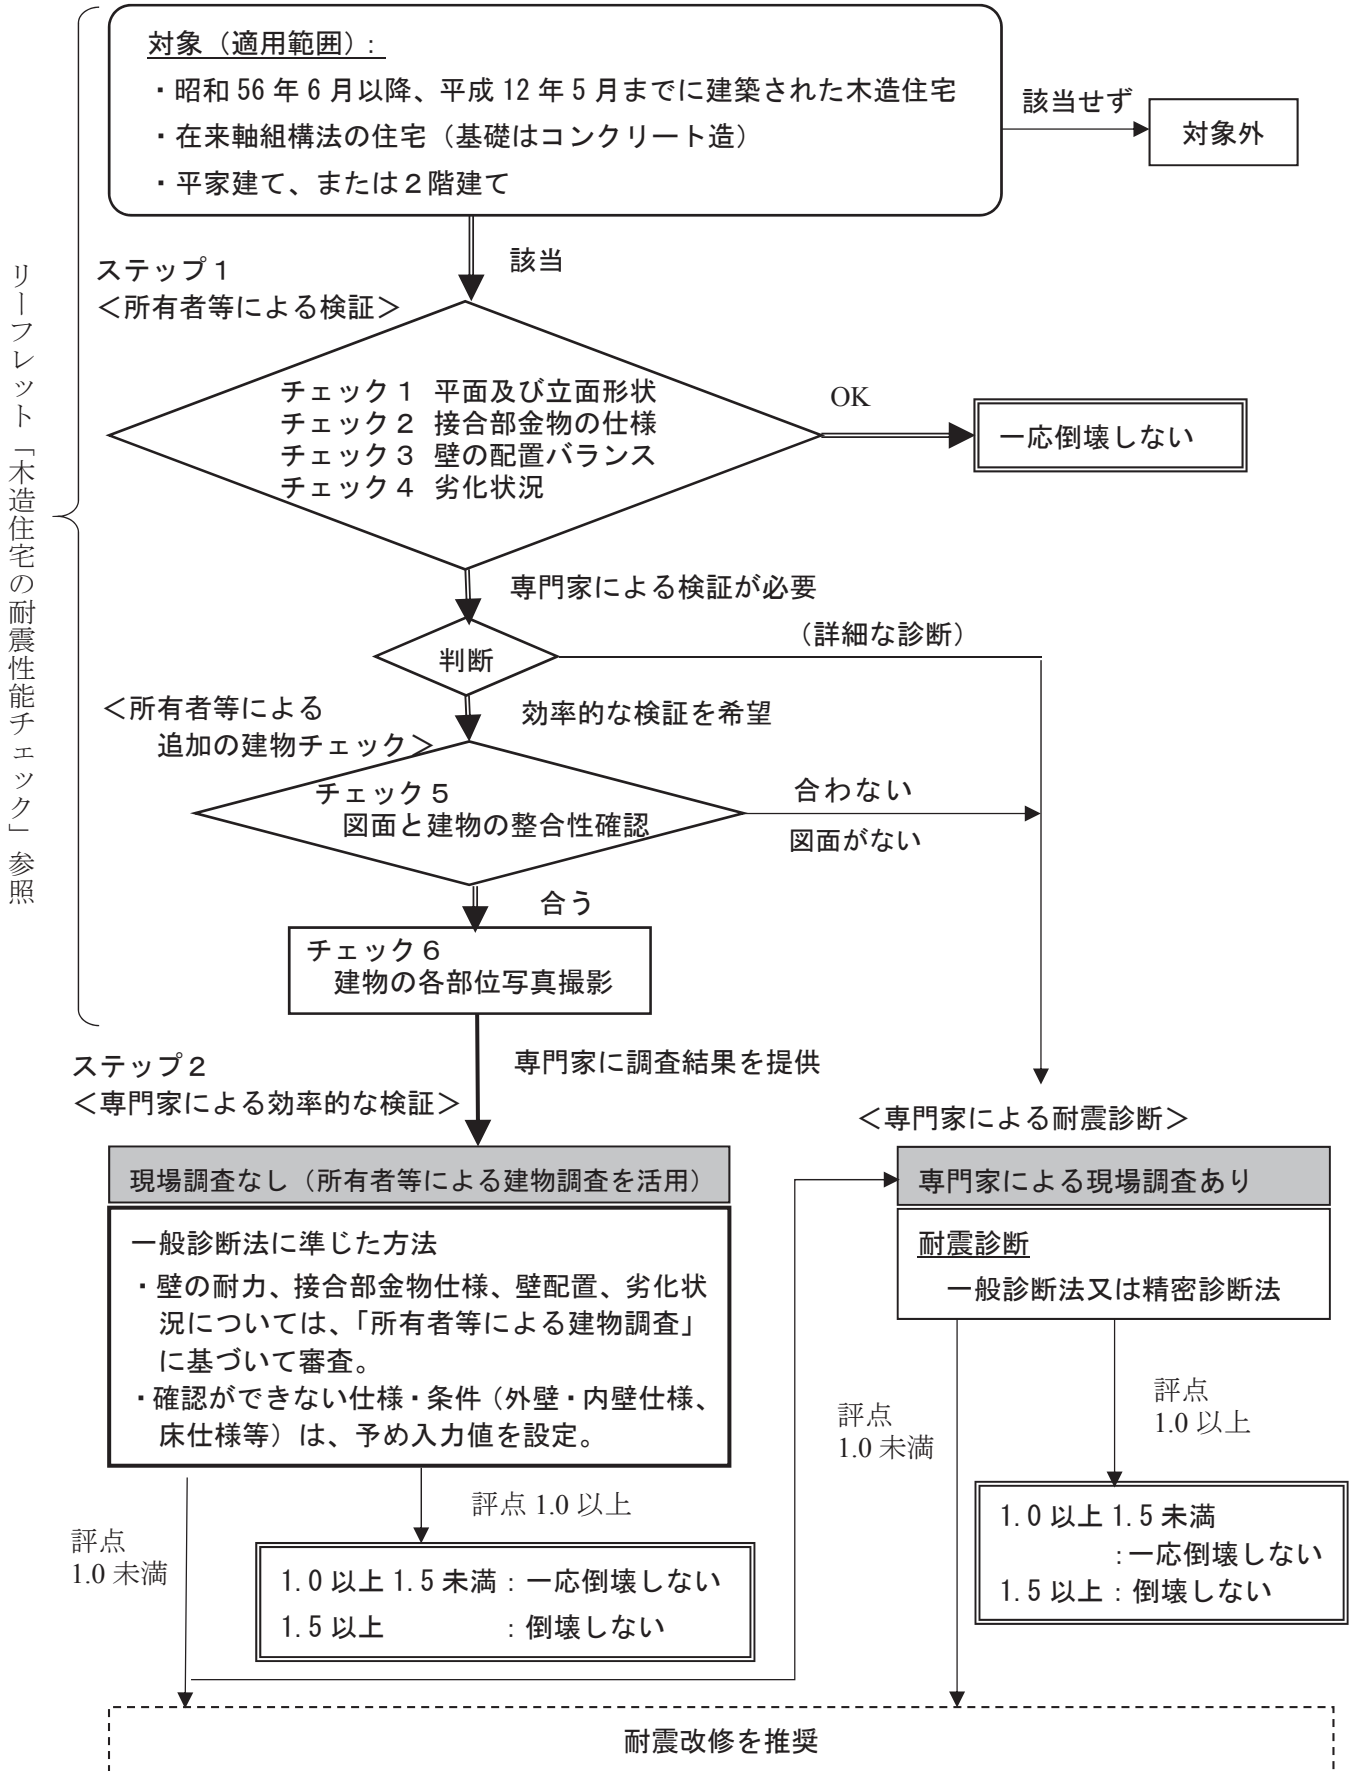 対象（適用範囲）：
・昭和 56 年 6 月以降、平成 12 年 5 月までに建築された木造住宅
・在来軸組構法の住宅（基礎はコンクリート造）
・平家建て、または２階建て
該当せず
対象外
該当
リーフレット「木造住宅の耐震性能チェック」参照
ステップ１
＜所有者等による検証＞
チェック１ 平面及び立面形状
チェック２ 接合部金物の仕様
チェック３ 壁の配置バランス
チェック４ 劣化状況
OK
一応倒壊しない
専門家による検証が必要
判断
（詳細な診断）
効率的な検証を希望
＜所有者等による
追加の建物チェック＞
チェック５
図面と建物の整合性確認
合わない
図面がない
合う
チェック６
建物の各部位写真撮影
ステップ２
＜専門家による効率的な検証＞
専門家に調査結果を提供
＜専門家による耐震診断＞
現場調査なし（所有者等による建物調査を活用）
一般診断法に準じた方法
・壁の耐力、接合部金物仕様、壁配置、劣化状
況については、「所有者等による建物調査」
に基づいて審査。
・確認ができない仕様・条件（外壁・内壁仕様、
床仕様等）は、予め入力値を設定。
専門家による現場調査あり
耐震診断
一般診断法又は精密診断法
評点
1.0 未満
評点 1.0 以上
1.0 以上 1.5 未満：一応倒壊しない
1.5 以上 ：倒壊しない
評点
1.0 未満
評点
1.0 以上
1.0 以上 1.5 未満
：一応倒壊しない
1.5 以上：倒壊しない
耐震改修を推奨